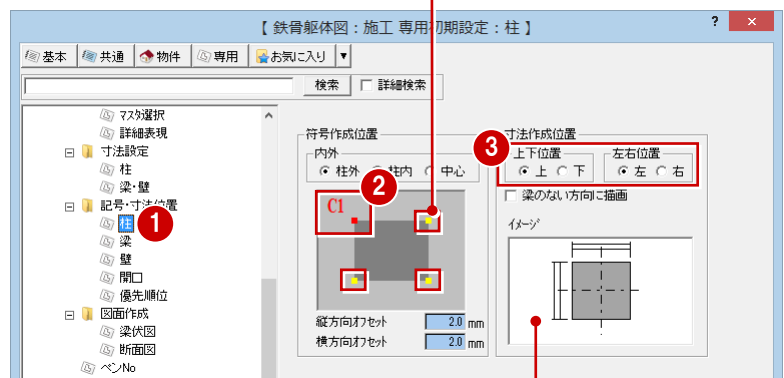 【 鉄骨躯体図：施工 専用初期設定：柱 】
? ×
基本 共通 物件 専用 お気に入り ▼
検索 詳細検索
マスタ選択
詳細表現
寸法設定
柱
梁・壁
記号・寸法位置
柱 1
梁
壁
開口
優先順位
図面作成
梁伏図
断面図
ペンNo
符号作成位置
内外
柱外 柱内 中心
2
C1
縦方向オフセット 2.0 mm
横方向オフセット 2.0 mm
3
寸法作成位置
上下位置 左右位置
上 下 左 右
梁のない方向に描画
イメージ